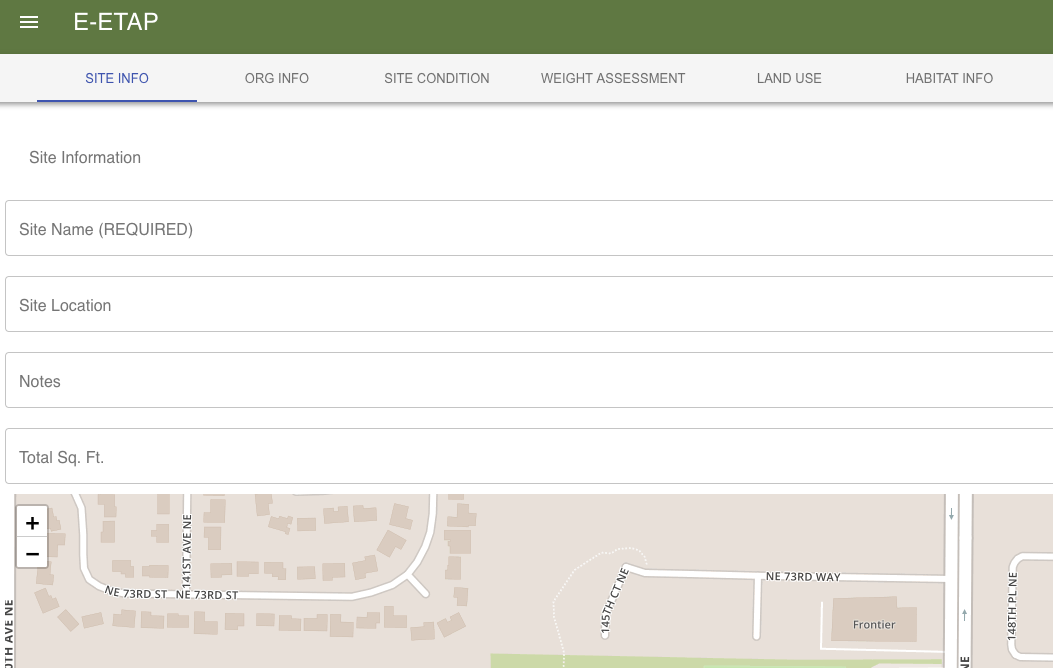 E-ETAP
SITE INFO
ORG INFO
SITE CONDITION
WEIGHT ASSESSMENT
LAND USE
HABITAT INFO
Site Information
Site Name (REQUIRED)
Site Location
Notes
Total Sq. Ft.
+
−
141ST AVE NE
NE 73RD ST
NE 73RD ST
145TH CT NE
NE 73RD WAY
Frontier
148TH PL NE
AVE NE
NE